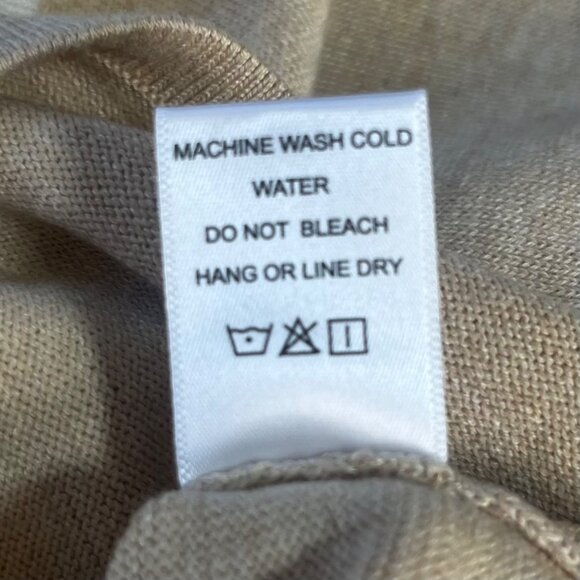 MACHINE WASH COLD
WATER
DO NOT BLEACH
HANG OR LINE DRY